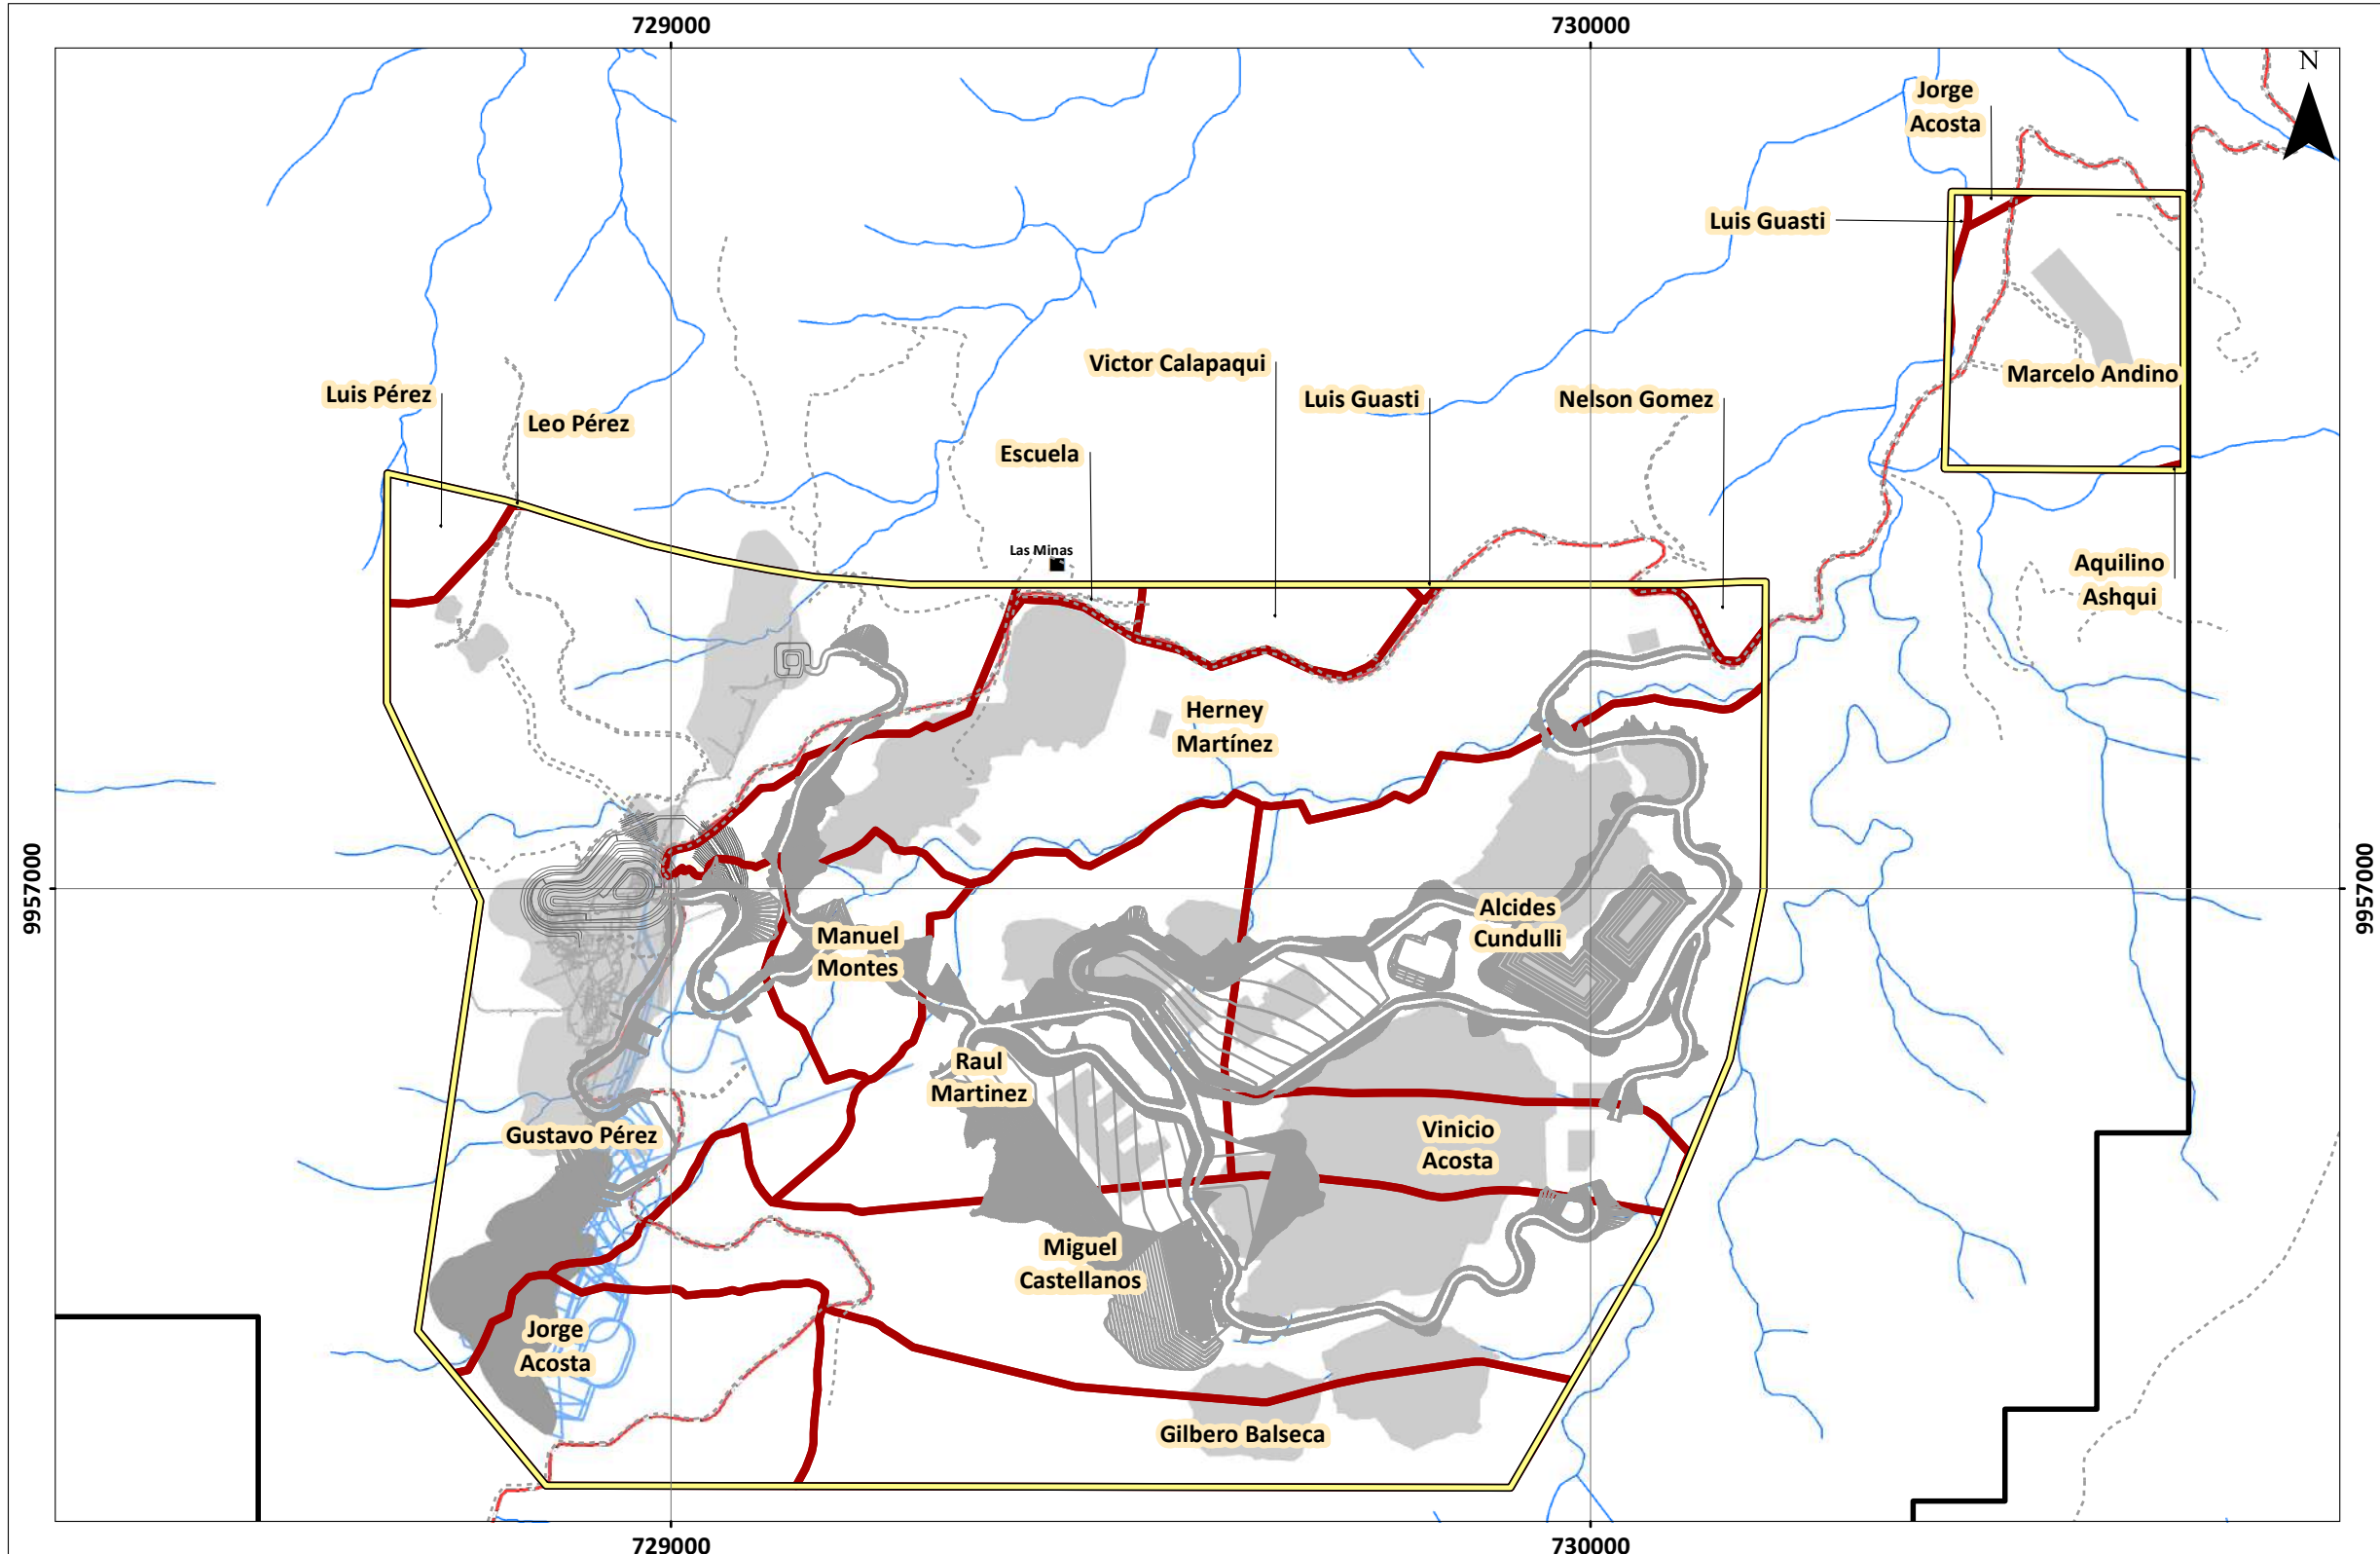 729000
730000
N
Jorge
Acosta
Luis Guasti
Victor Calapaqui
Marcelo Andino
Luis Pérez
Luis Guasti
Nelson Gomez
Leo Pérez
Escuela
Las Minas
Aquilino
Ashqui
Herney
Martínez
9957000
9957000
Alcides
Cundulli
Manuel
Montes
Raul
Martinez
Gustavo Pérez
Vinicio
Acosta
Miguel
Castellanos
Jorge
Acosta
Gilbero Balseca
729000
730000